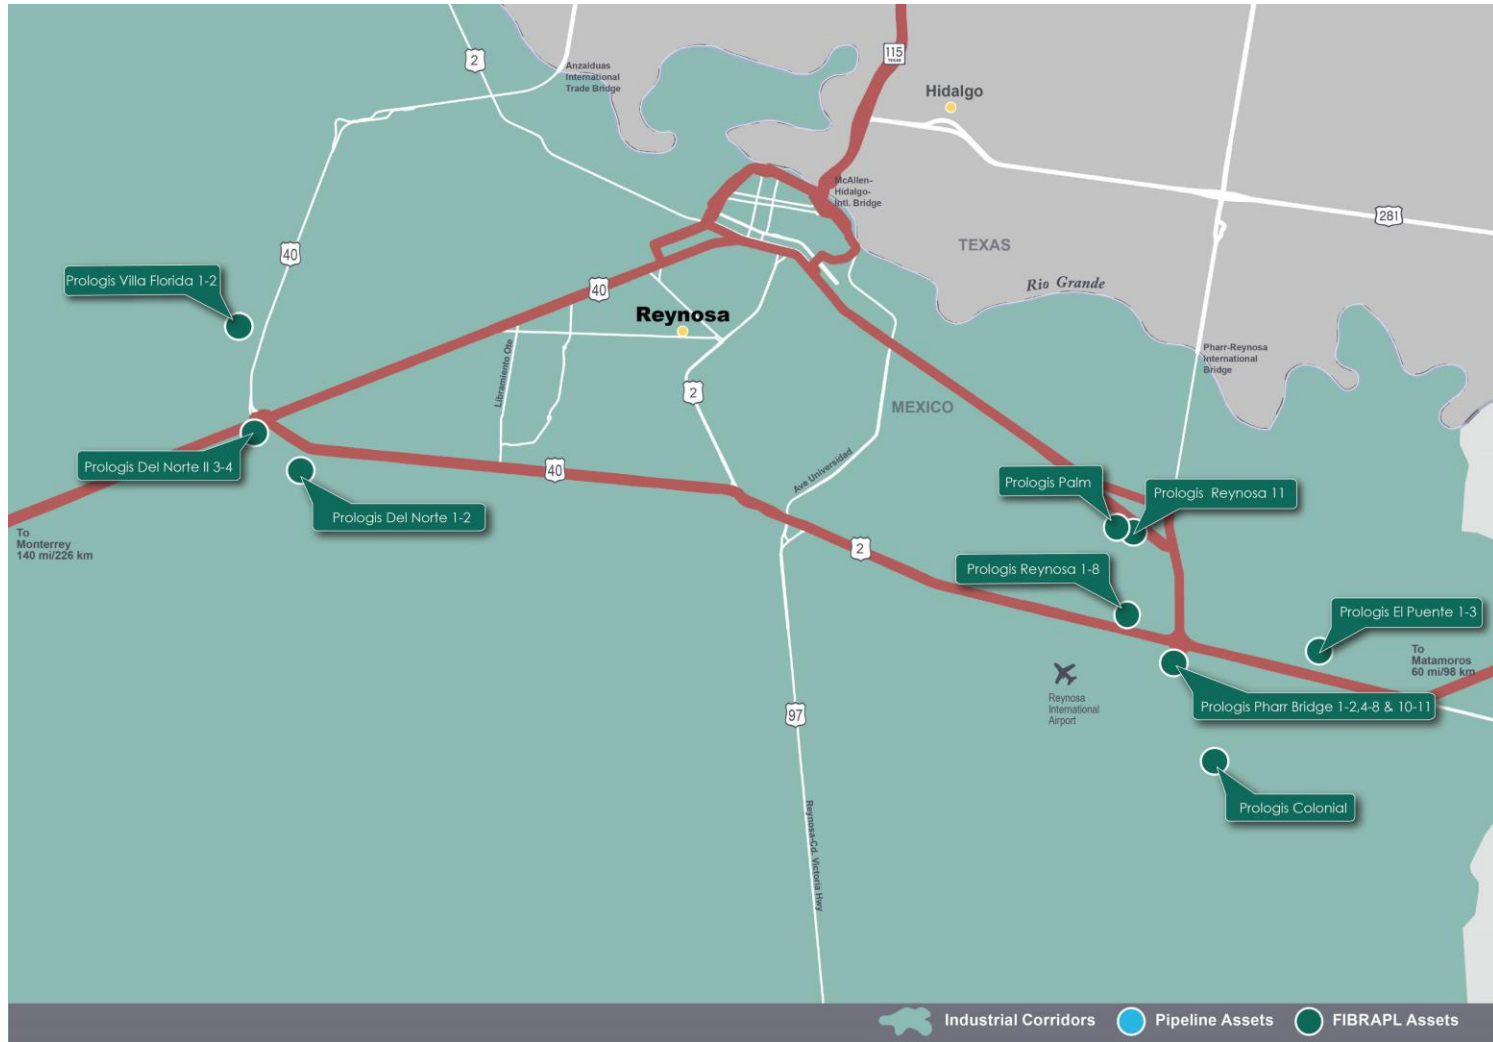 2
Anzalduas
International
Trade Bridge
115
TEXAS
Hidalgo
McAllen-
Hidalgo-
Intl. Bridge
281
TEXAS
Rio Grande
40
Prologis Villa Florida 1-2
40
Reynosa
Pharr-Reynosa
International
Bridge
Libramiento Ote
2
MEXICO
Prologis Del Norte II 3-4
40
Ave Universidad
Prologis Palm
Prologis Reynosa 11
Prologis Del Norte 1-2
To
Monterrey
140 mi/226 km
2
Prologis Reynosa 1-8
Prologis El Puente 1-3
To
Matamoros
60 mi/98 km
Reynosa
International
Airport
Prologis Pharr Bridge 1-2,4-8 & 10-11
97
Prologis Colonial
Reynosa-Cd. Victoria Hwy
Industrial Corridors
Pipeline Assets
FIBRAPL Assets